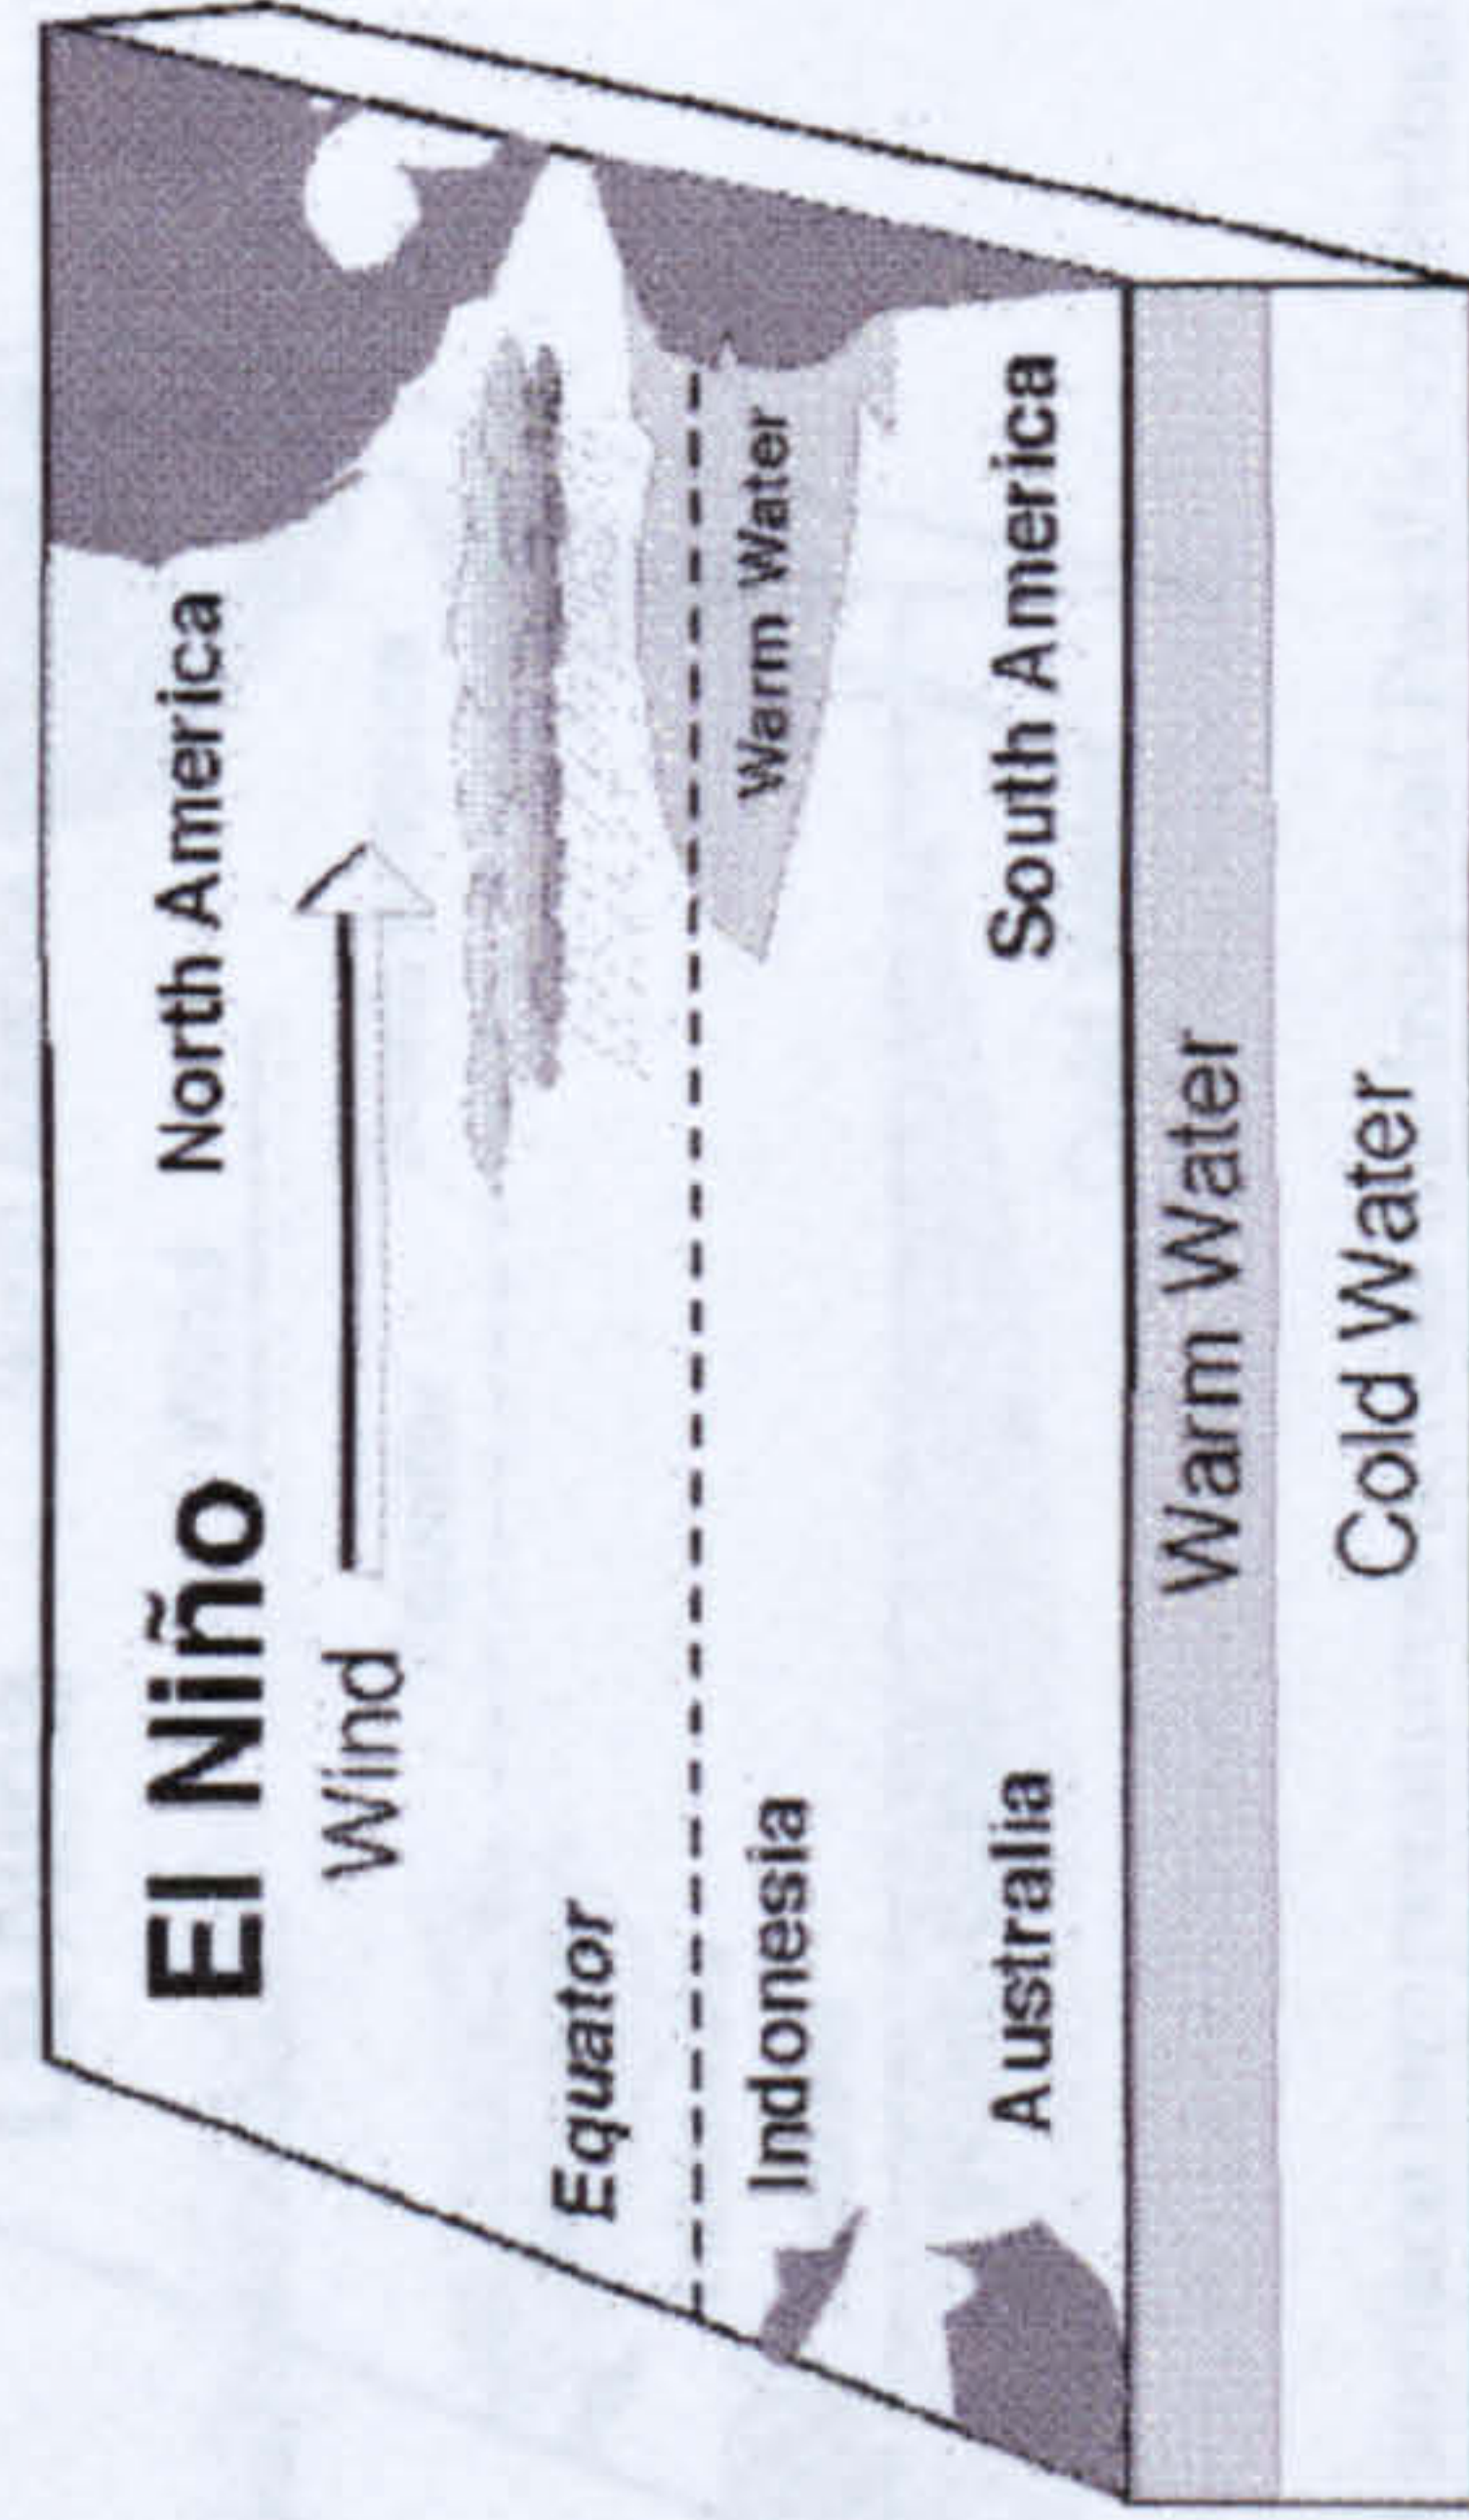 El Niño
North America
Wind
Equator
Indonesia
Warm Water
Australia
South America
Warm Water
Cold Water